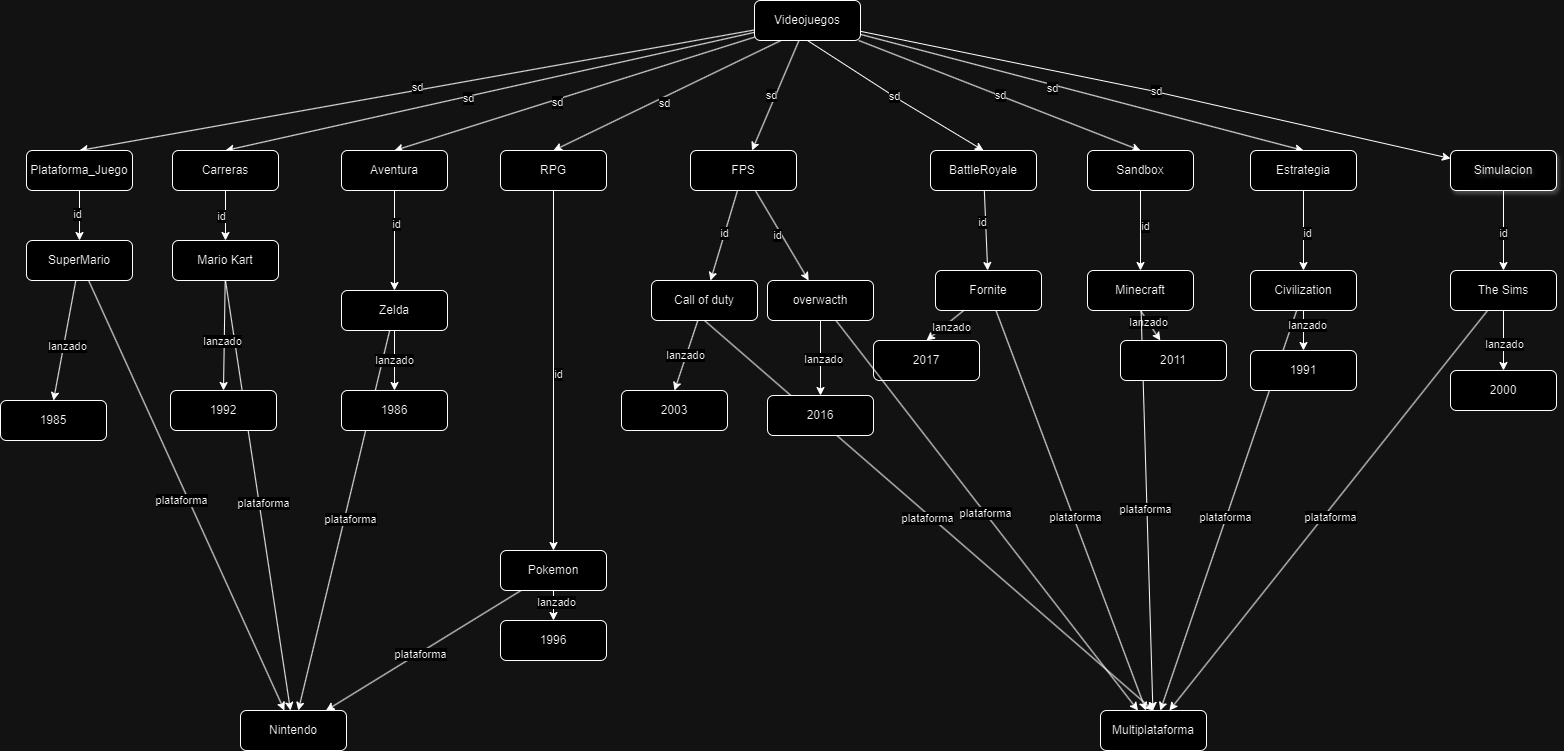 Videojuegos
sd
sd
sd
sd
sd
sd
sd
sd
sd
Plataforma_Juego
Carreras
Aventura
RPG
FPS
BattleRoyale
Sandbox
Estrategia
Simulacion
id
id
id
id
id
id
id
id
id
id
SuperMario
Mario Kart
Zelda
Call of duty
overwacth
Fornite
Minecraft
Civilization
The Sims
lanzado
lanzado
lanzado
lanzado
lanzado
lanzado
lanzado
lanzado
lanzado
1985
1992
1986
2003
2016
2017
2011
1991
2000
plataforma
plataforma
plataforma
plataforma
plataforma
plataforma
plataforma
plataforma
plataforma
Pokemon
lanzado
1996
plataforma
Nintendo
Multiplataforma